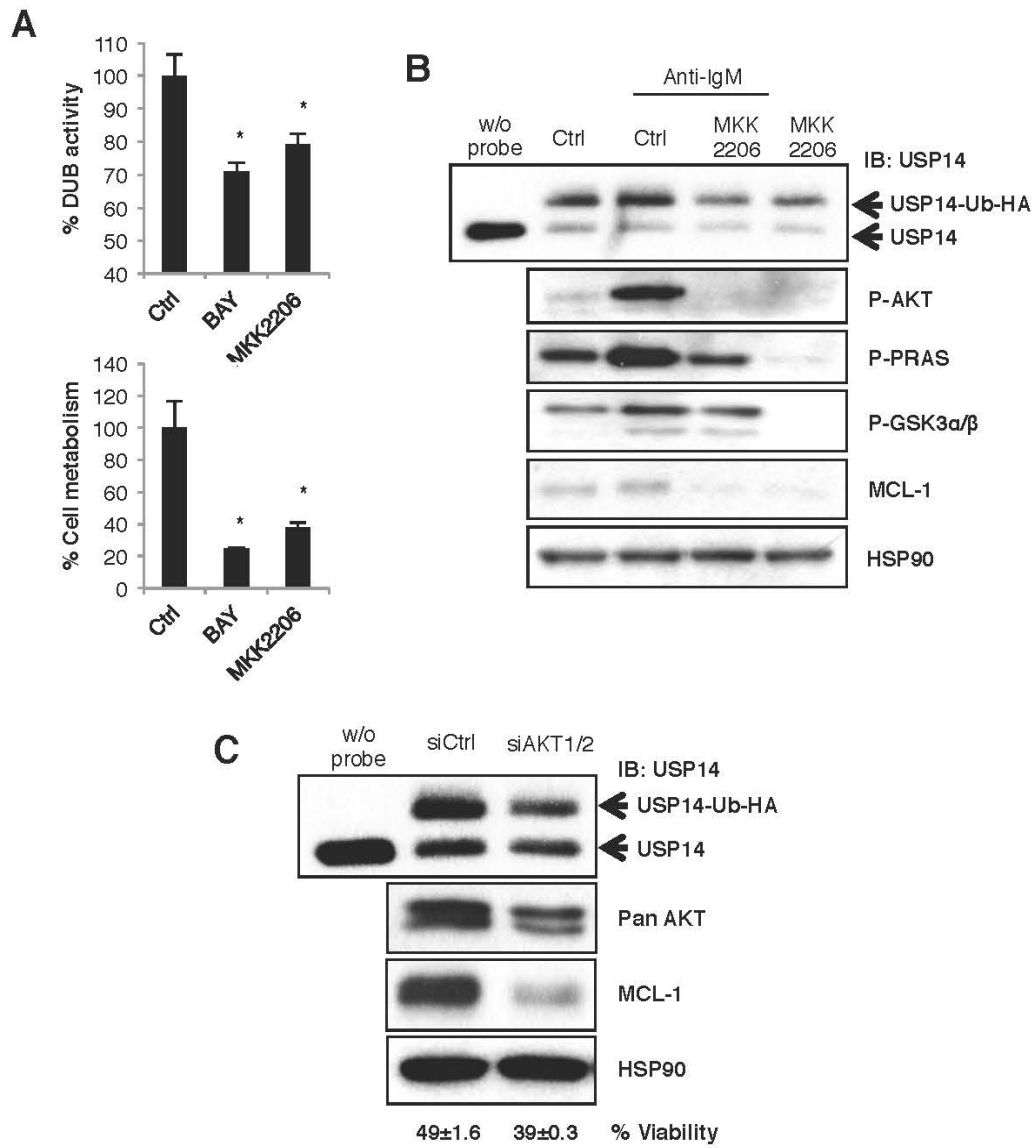 A
% DUB activity
110
100
90
80
70
60
50
40
*
*
Ctrl
BAY
MKK2206
% Cell metabolism
140
120
100
80
60
40
20
0
*
*
Ctrl
BAY
MKK2206
B
Anti-IgM
w/o probe
Ctrl
Ctrl
MKK 2206
MKK 2206
IB: USP14
USP14-Ub-HA
USP14
P-AKT
P-PRAS
P-GSK3α/β
MCL-1
HSP90
C
w/o probe
siCtrl
siAKT1/2
IB: USP14
USP14-Ub-HA
USP14
Pan AKT
MCL-1
HSP90
49±1.6 39±0.3 % Viability